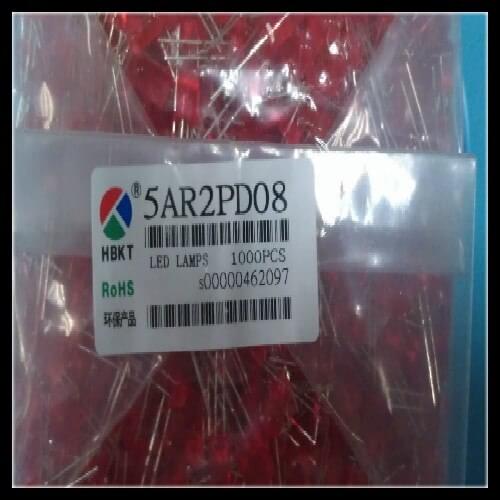 ® 5AR2PD08
HBKT
LED LAMPS 1000PCS
s00000462097
RoHS
环保产品